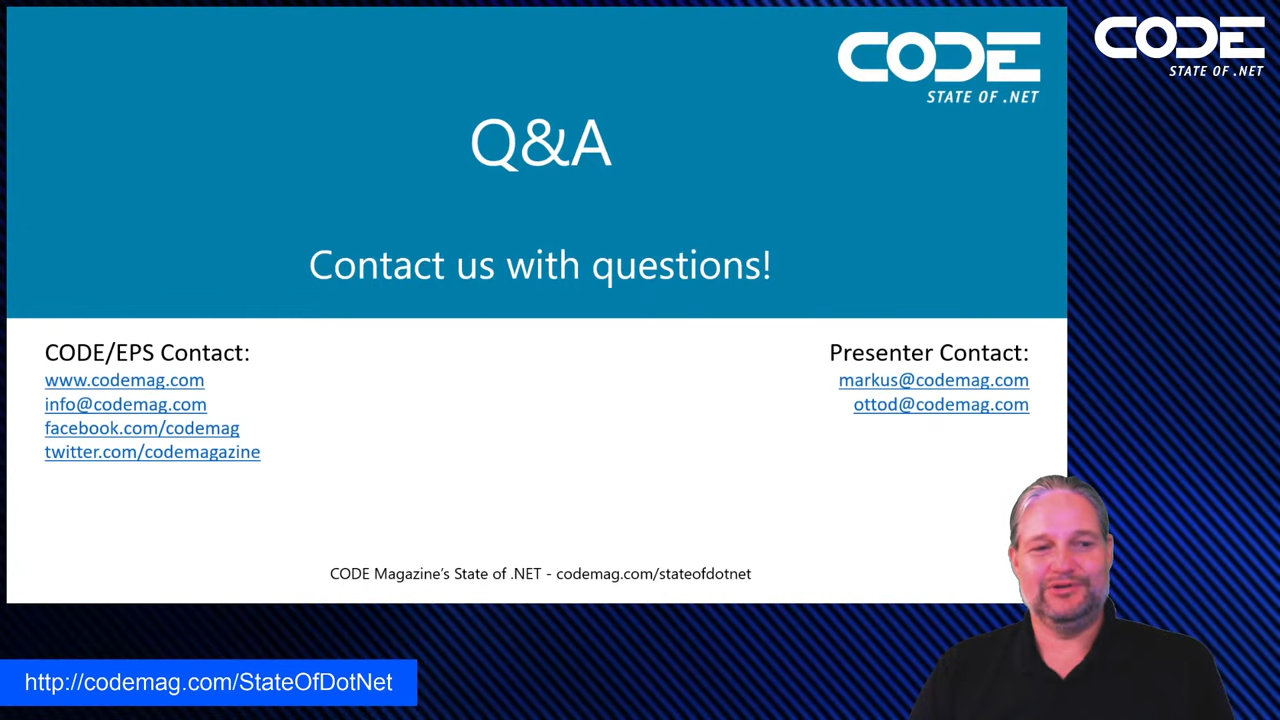 CODE
STATE OF .NET
CODE
STATE OF .NET
Q&A
Contact us with questions!
CODE/EPS Contact:
www.codemag.com
info@codemag.com
facebook.com/codemag
twitter.com/codemagazine
Presenter Contact:
markus@codemag.com
ottod@codemag.com
CODE Magazine's State of .NET - codemag.com/stateofdotnet
http://codemag.com/StateOfDotNet